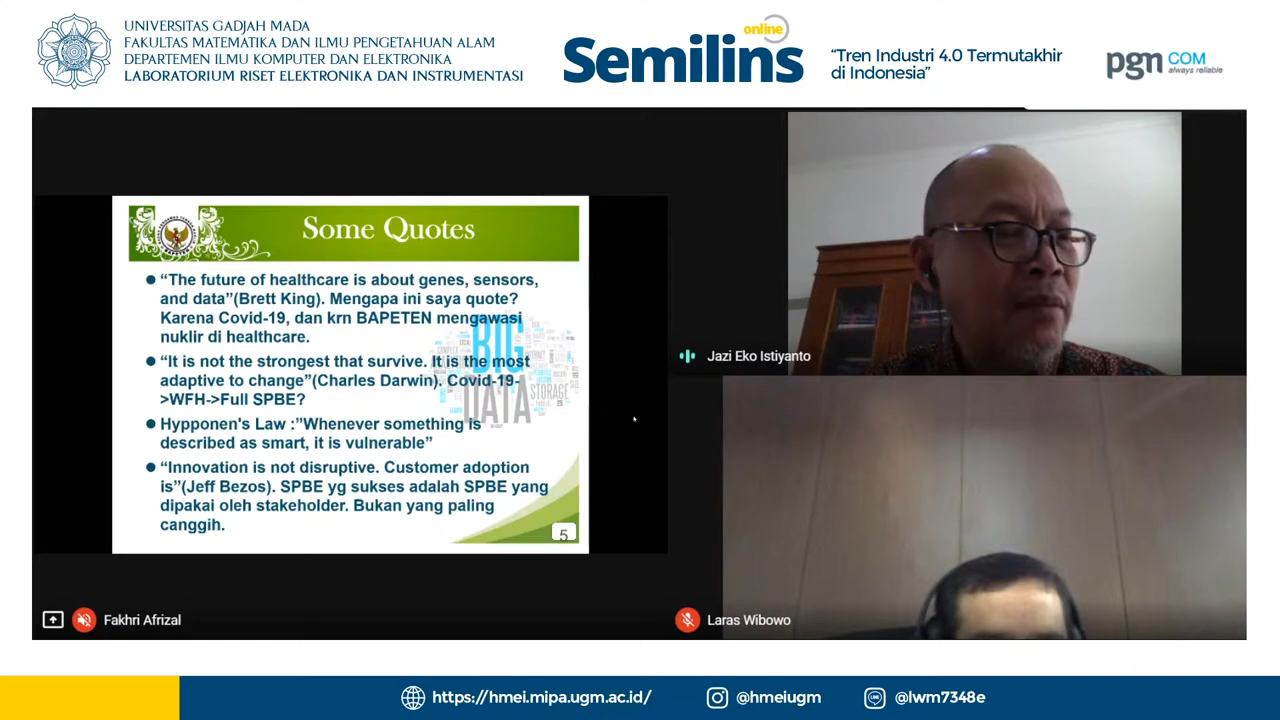 UNIVERSITAS GADJAH MADA
FAKULTAS MATEMATIKA DAN ILMU PENGETAHUAN ALAM
DEPARTEMEN ILMU KOMPUTER DAN ELEKTRONIKA
LABORATORIUM RISET ELEKTRONIKA DAN INSTRUMENTASI
online
Semilins
“Tren Industri 4.0 Termutakhir
di Indonesia”
pgn COM
always reliable
Some Quotes
“The future of healthcare is about genes, sensors,
and data”(Brett King). Mengapa ini saya quote?
Karena Covid-19, dan krn BAPETEN mengawasi
nuklir di healthcare.
“It is not the strongest that survive. It is the most
adaptive to change”(Charles Darwin). Covid-19-
>WFH->Full SPBE?
Hypponen's Law :”Whenever something is
described as smart, it is vulnerable”
“Innovation is not disruptive. Customer adoption
is”(Jeff Bezos). SPBE yg sukses adalah SPBE yang
dipakai oleh stakeholder. Bukan yang paling
canggih.
BIG
DATA
STORAGE
5
Jazi Eko Istiyanto
Fakhri Afrizal
Laras Wibowo
https://hmei.mipa.ugm.ac.id/
@hmeiugm
@lwm7348e